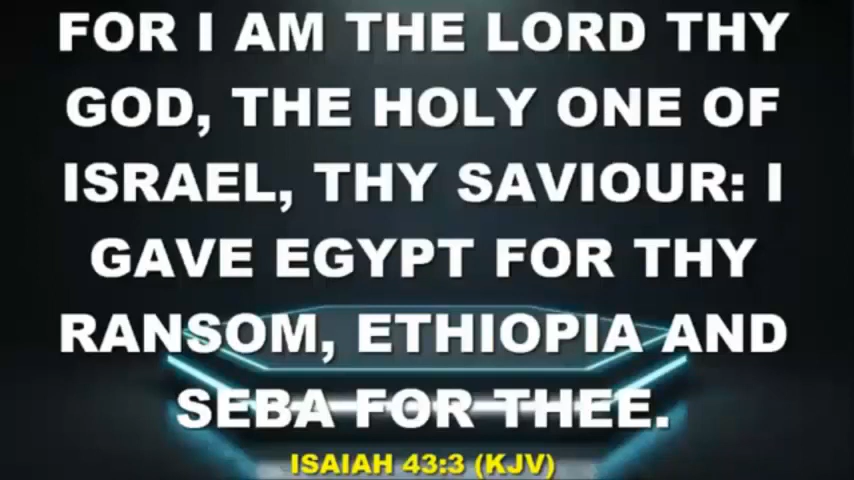 FOR I AM THE LORD THY
GOD, THE HOLY ONE OF
ISRAEL, THY SAVIOUR: I
GAVE EGYPT FOR THY
RANSOM, ETHIOPIA AND
SEBA FOR THEE.
ISAIAH 43:3 (KJV)